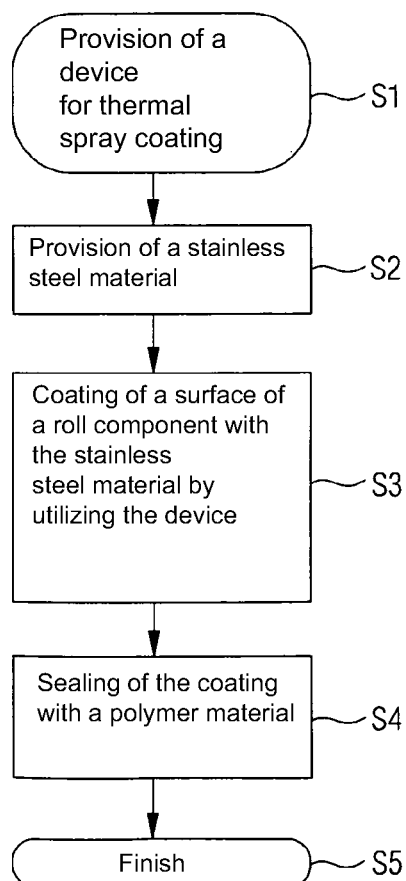 Provision of a
device
for thermal
spray coating
S1
Provision of a stainless
steel material
S2
Coating of a surface of
a roll component with
the stainless
steel material by
utilizing the device
S3
Sealing of the coating
with a polymer material
S4
Finish
S5